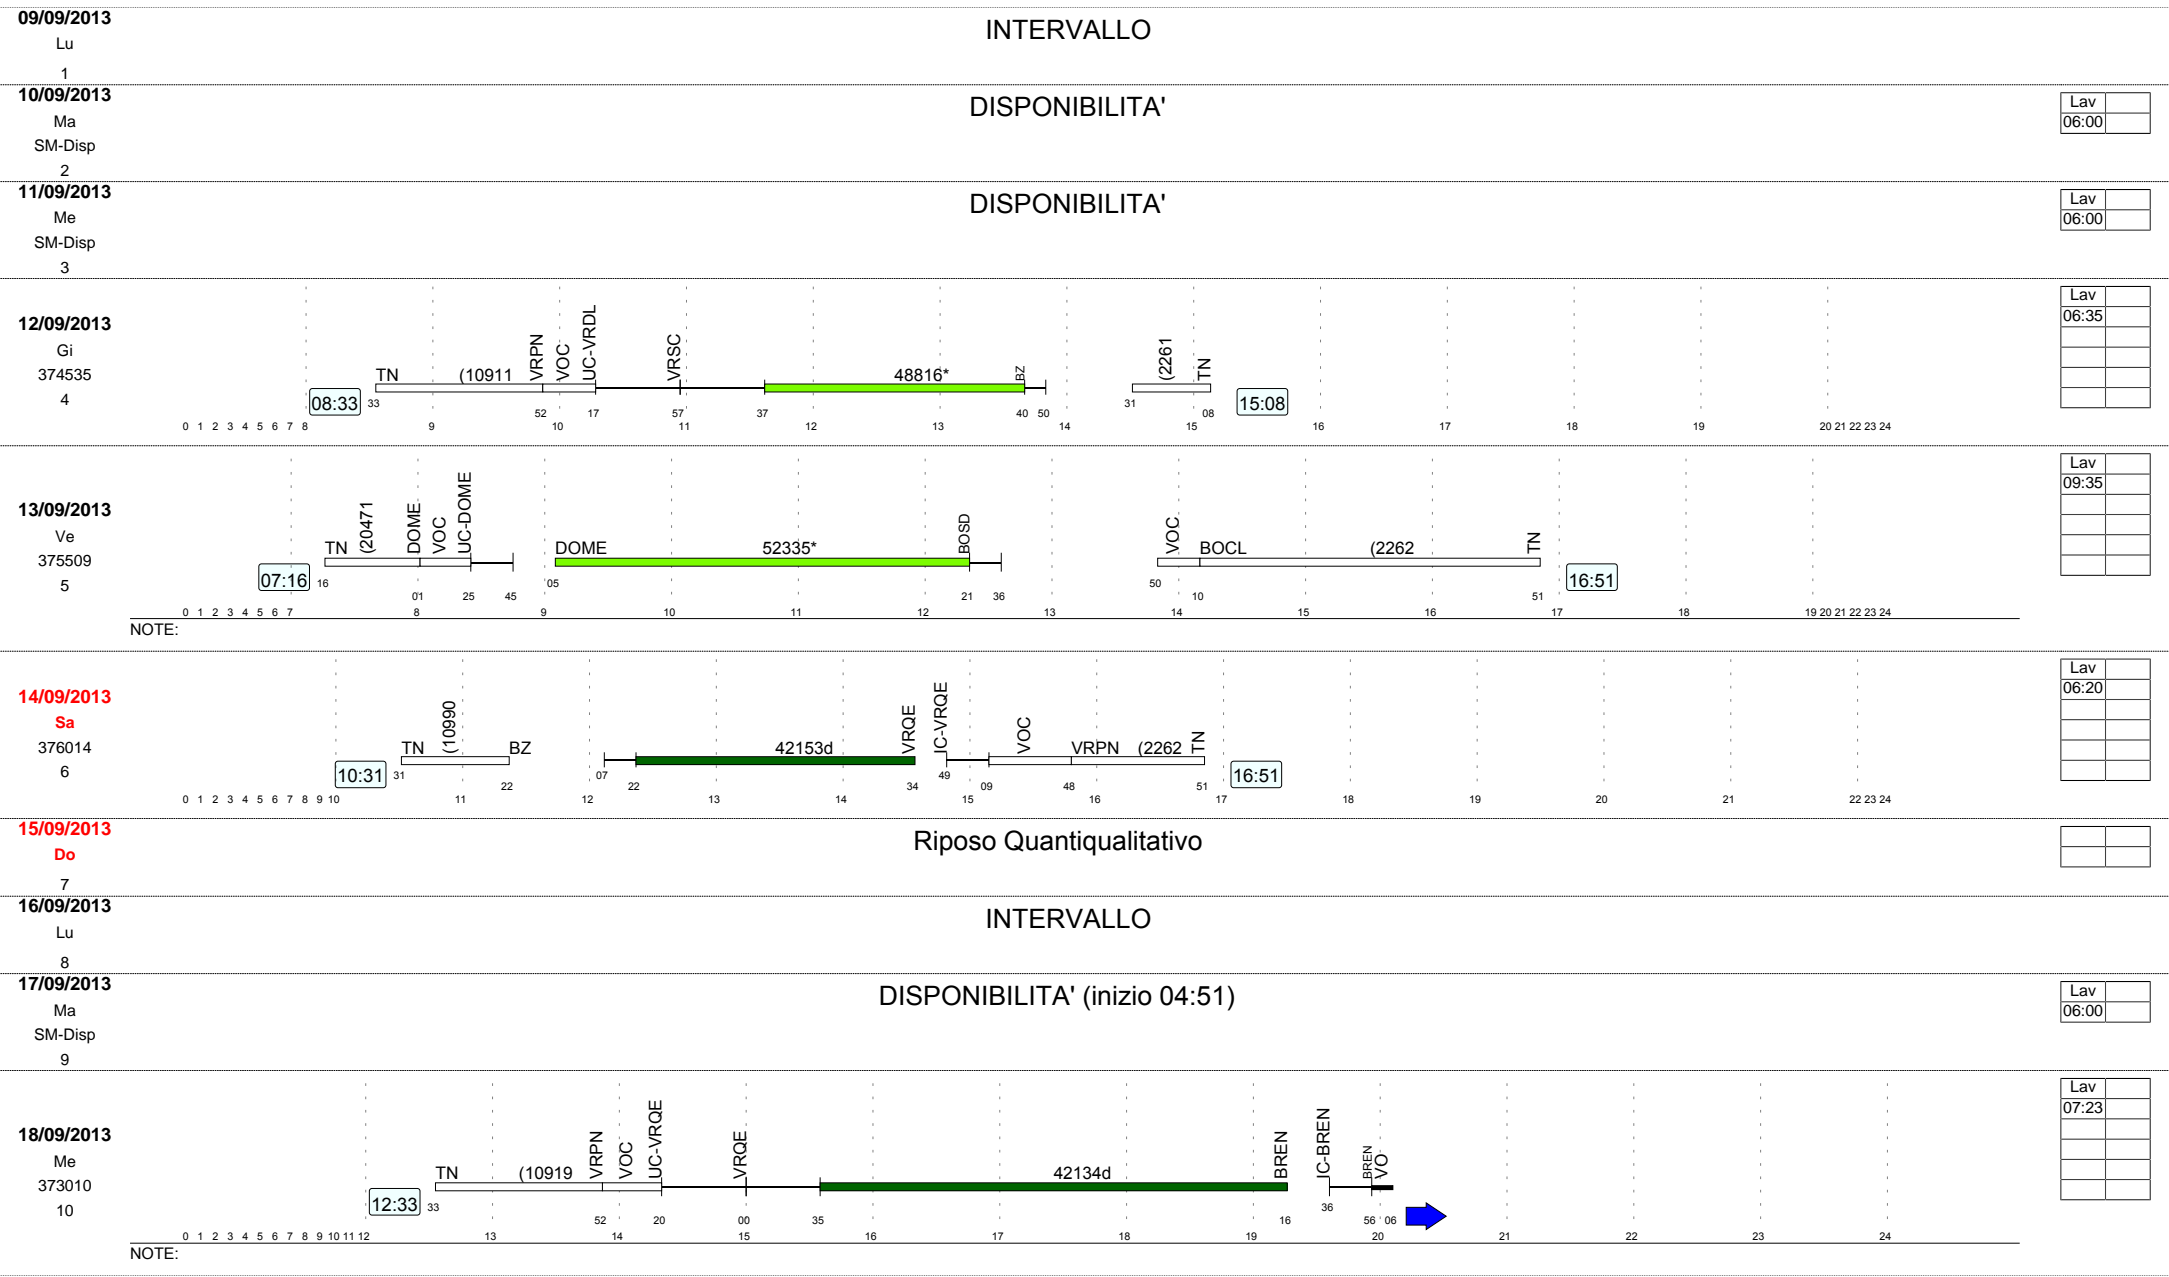 09/09/2013
Lu
1
INTERVALLO
10/09/2013
Ma
SM-Disp
2
DISPONIBILITA'
Lav
06:00
11/09/2013
Me
SM-Disp
3
DISPONIBILITA'
Lav
06:00
12/09/2013
Gi
374535
4
08:33
TN (10911 VRPN VOC UC-VRDL VRSC 48816* BZ (2261 TN
33 52 17 57 37 40 50 31 08
15:08
0 1 2 3 4 5 6 7 8 9 10 11 12 13 14 15 16 17 18 19 20 21 22 23 24
Lav
06:35
13/09/2013
Ve
375509
5
07:16
TN (20471 DOME VOC UC-DOME DOME 52335* BOSD VOC BOCL (2262 TN
16 01 25 45 05 21 36 50 10 51
16:51
0 1 2 3 4 5 6 7 8 9 10 11 12 13 14 15 16 17 18 19 20 21 22 23 24
NOTE:
Lav
09:35
14/09/2013
Sa
376014
6
10:31
TN (10990 BZ 42153d VRQE IC-VRQE VOC VRPN (2262 TN
31 22 07 22 34 49 09 48 51
16:51
0 1 2 3 4 5 6 7 8 9 10 11 12 13 14 15 16 17 18 19 20 21 22 23 24
Lav
06:20
15/09/2013
Do
7
Riposo Quantiqualitativo
16/09/2013
Lu
8
INTERVALLO
17/09/2013
Ma
SM-Disp
9
DISPONIBILITA' (inizio 04:51)
Lav
06:00
18/09/2013
Me
373010
10
12:33
TN (10919 VRPN VOC UC-VRQE VRQE 42134d BREN IC-BREN BREN VO
33 52 20 00 35 16 36 56 06
0 1 2 3 4 5 6 7 8 9 10 11 12 13 14 15 16 17 18 19 20 21 22 23 24
NOTE:
Lav
07:23